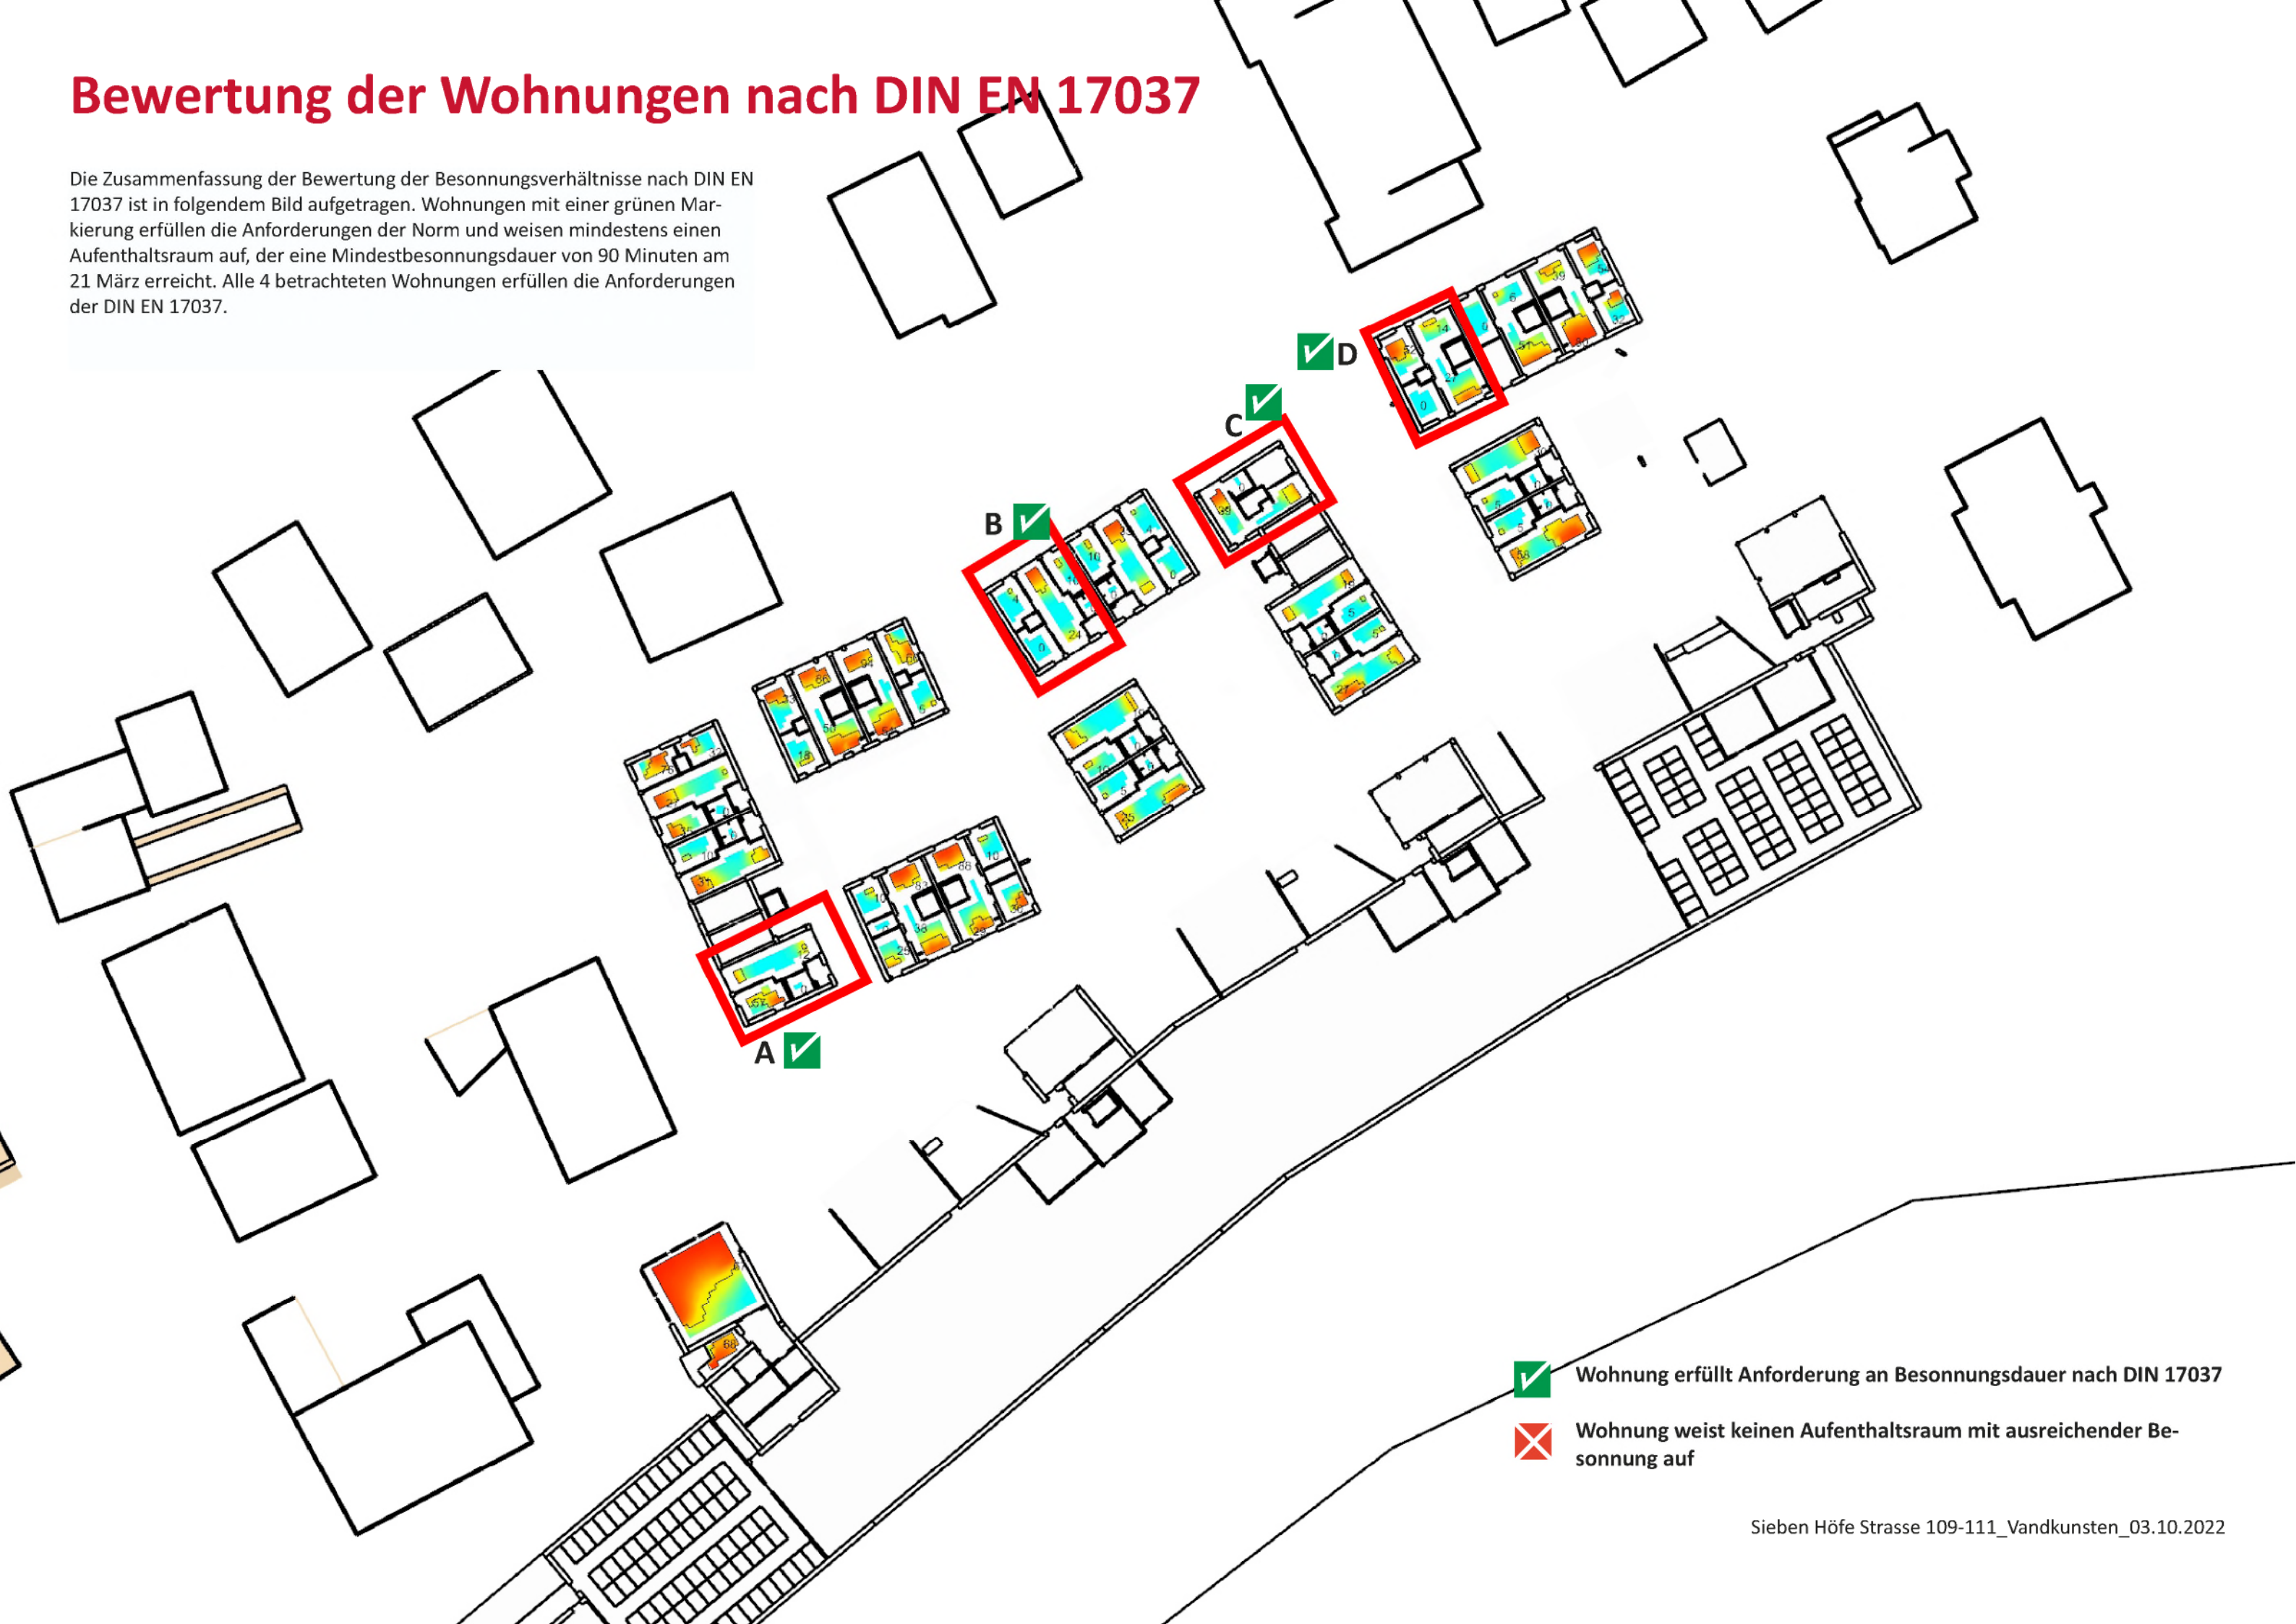 Bewertung der Wohnungen nach DIN EN 17037
Die Zusammenfassung der Bewertung der Besonnungsverhältnisse nach DIN EN
17037 ist in folgendem Bild aufgetragen. Wohnungen mit einer grünen Mar-
kierung erfüllen die Anforderungen der Norm und weisen mindestens einen
Aufenthaltsraum auf, der eine Mindestbesonnungsdauer von 90 Minuten am
21 März erreicht. Alle 4 betrachteten Wohnungen erfüllen die Anforderungen
der DIN EN 17037.
D
C
B
A
Wohnung erfüllt Anforderung an Besonnungsdauer nach DIN 17037
Wohnung weist keinen Aufenthaltsraum mit ausreichender Be-
sonnung auf
Sieben Höfe Strasse 109-111_Vandkunsten_03.10.2022